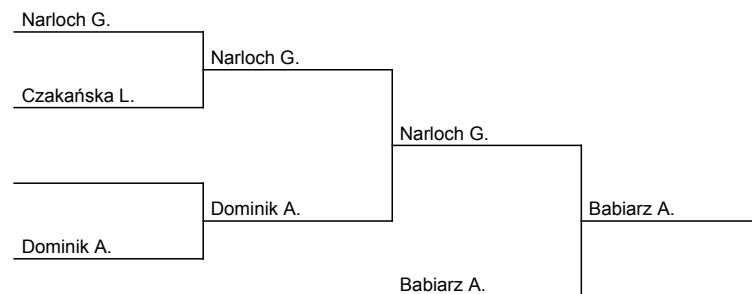 Narloch G.
Narloch G.
Czakańska L.
Narloch G.
Dominik A.
Babiarz A.
Dominik A.
Babiarz A.